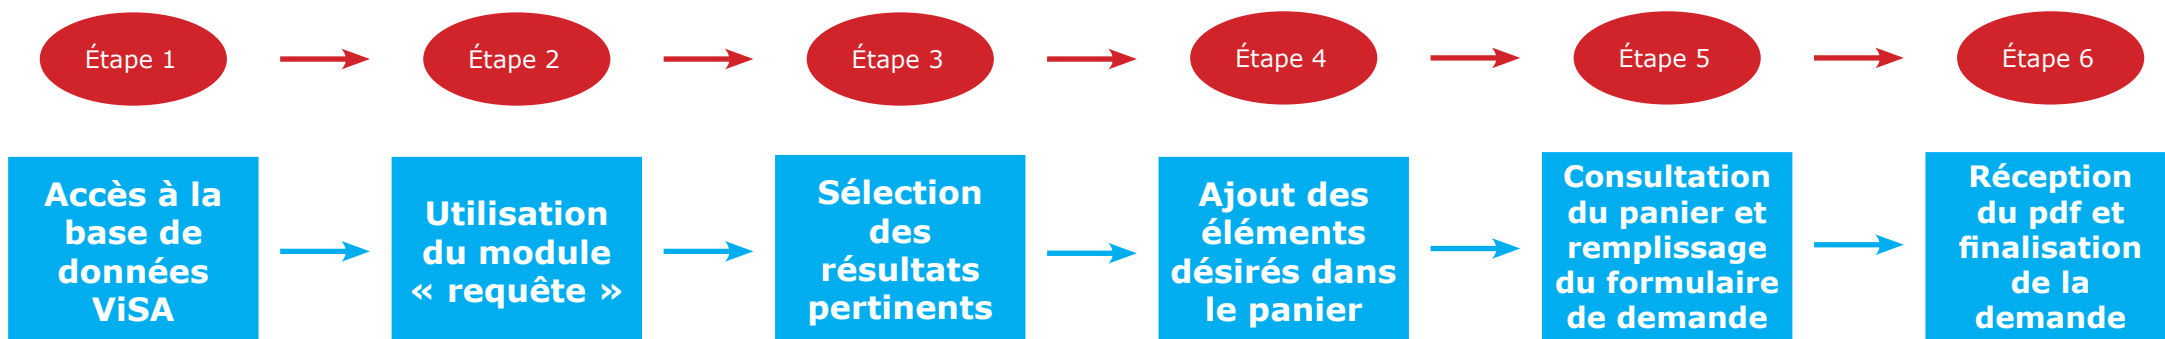 Étape 1
Étape 2
Étape 3
Étape 4
Étape 5
Étape 6
Accès à la
base de
données
ViSA
Utilisation
du module
« requête »
Sélection
des
résultats
pertinents
Ajout des
éléments
désirés dans
le panier
Consultation
du panier et
remplissage
du formulaire
de demande
Réception
du pdf et
finalisation
de la
demande